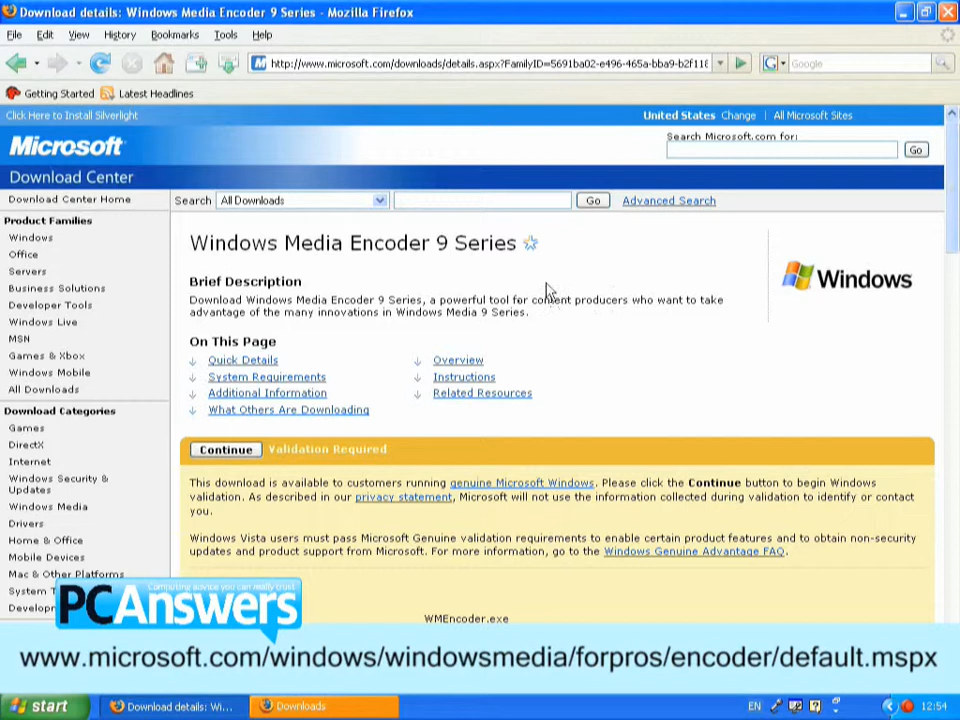 Download details: Windows Media Encoder 9 Series - Mozilla Firefox
File Edit View History Bookmarks Tools Help
http://www.microsoft.com/downloads/details.aspx?FamilyID=5691ba02-e496-465a-bba9-b2f118
Google
Getting Started Latest Headlines
Click Here to Install Silverlight
United States Change | All Microsoft Sites
Microsoft
Search Microsoft.com for:
Go
Download Center
Download Center Home
Search All Downloads Go Advanced Search
Product Families
Windows
Office
Servers
Business Solutions
Developer Tools
Windows Live
MSN
Games & Xbox
Windows Mobile
All Downloads
Download Categories
Games
DirectX
Internet
Windows Security &
Updates
Windows Media
Drivers
Home & Office
Mobile Devices
Mac & Other Platforms
System T
Develop
Windows Media Encoder 9 Series
Windows
Brief Description
Download Windows Media Encoder 9 Series, a powerful tool for content producers who want to take
advantage of the many innovations in Windows Media 9 Series.
On This Page
Quick Details Overview
System Requirements Instructions
Additional Information Related Resources
What Others Are Downloading
Continue Validation Required
This download is available to customers running genuine Microsoft Windows. Please click the Continue button to begin Windows
validation. As described in our privacy statement, Microsoft will not use the information collected during validation to identify or contact
you.
Windows Vista users must pass Microsoft Genuine validation requirements to enable certain product features and to obtain non-security
updates and product support from Microsoft. For more information, go to the Windows Genuine Advantage FAQ.
WMEncoder.exe
Computing advice you can really trust
PCAnswers
www.microsoft.com/windows/windowsmedia/forpros/encoder/default.mspx
start Download details: Wi... Downloads EN 12:54